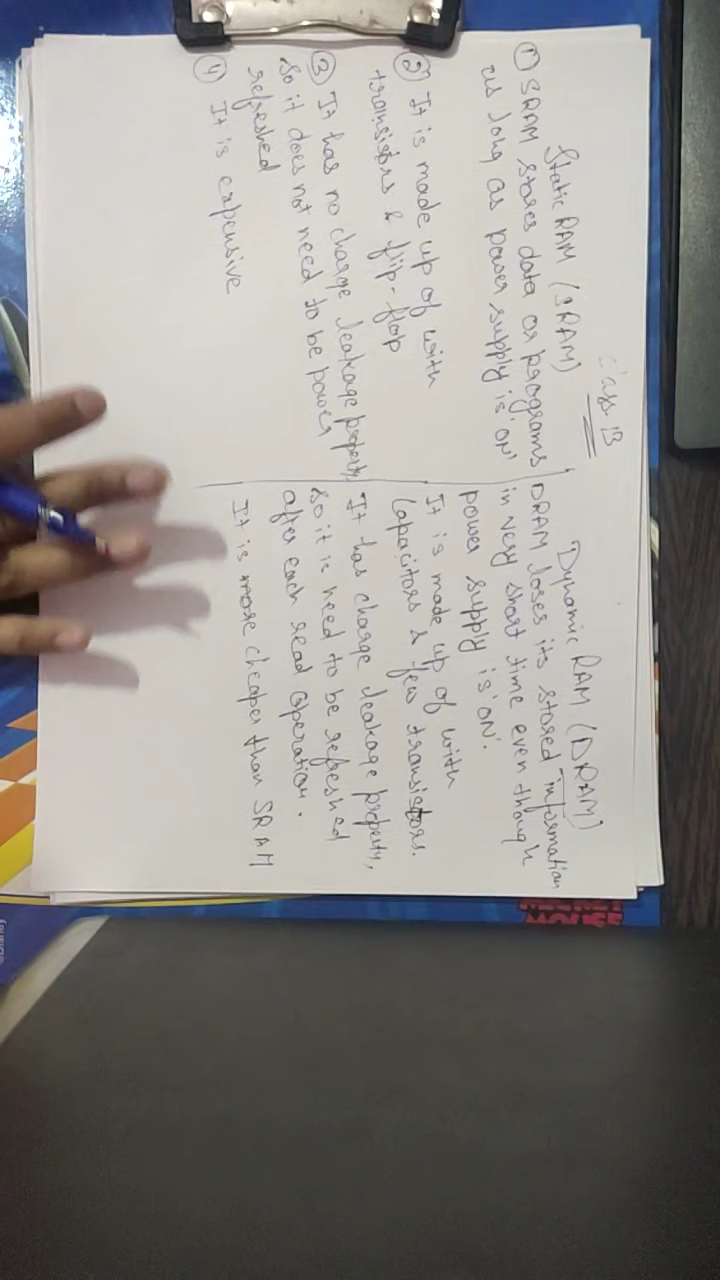 Class 13
Static RAM (SRAM)
① SRAM stores data or programs
as long as power supply is 'ON'
② It is made up of with
transistors & flip-flop
③ It has no charge leakage property,
so it does not need to be power
refreshed
④ It is expensive
Dynamic RAM (DRAM)
DRAM loses its stored information
in very short time even though
power supply is 'ON'.
It is made up of with
Capacitors & few transistors.
It has charge leakage property,
so it is need to be refreshed
after each read operation.
It is more cheaper than SRAM